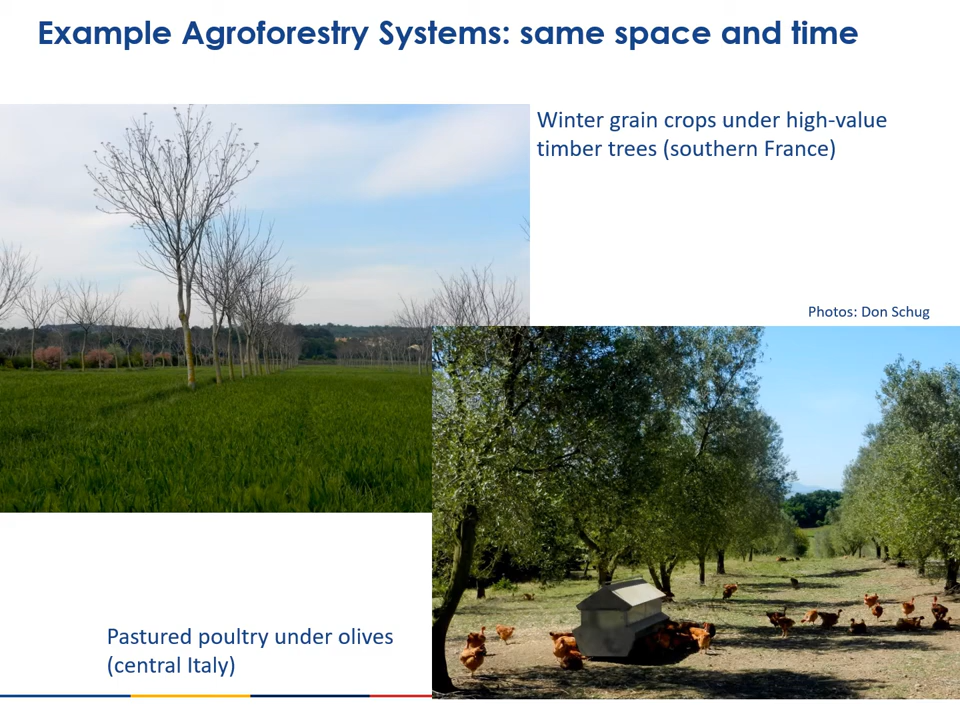 Example Agroforestry Systems: same space and time
Winter grain crops under high-value
timber trees (southern France)
Photos: Don Schug
Pastured poultry under olives
(central Italy)